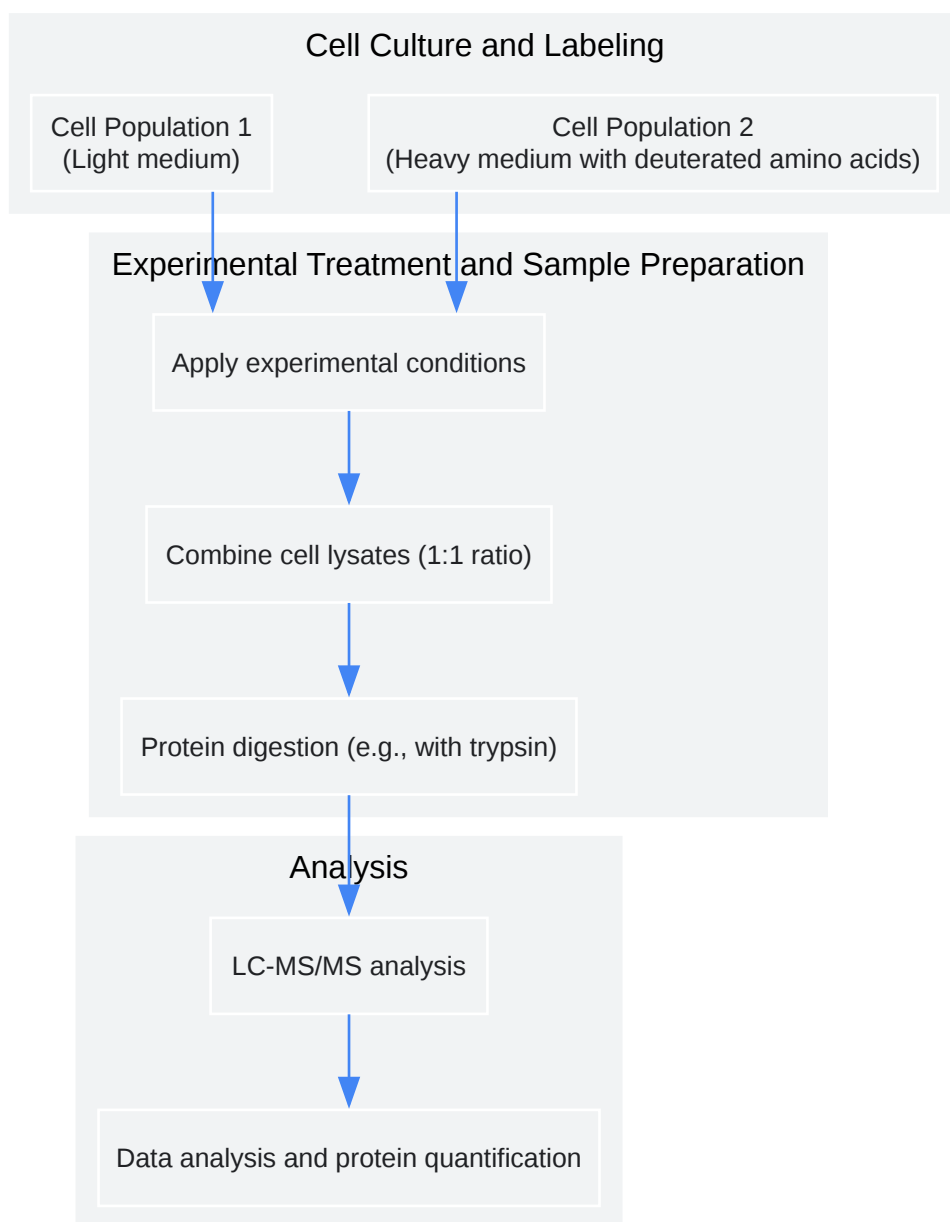 Cell Culture and Labeling
Cell Population 1
(Light medium)
Cell Population 2
(Heavy medium with deuterated amino acids)
Experimental Treatment and Sample Preparation
Apply experimental conditions
Combine cell lysates (1:1 ratio)
Protein digestion (e.g., with trypsin)
Analysis
LC-MS/MS analysis
Data analysis and protein quantification